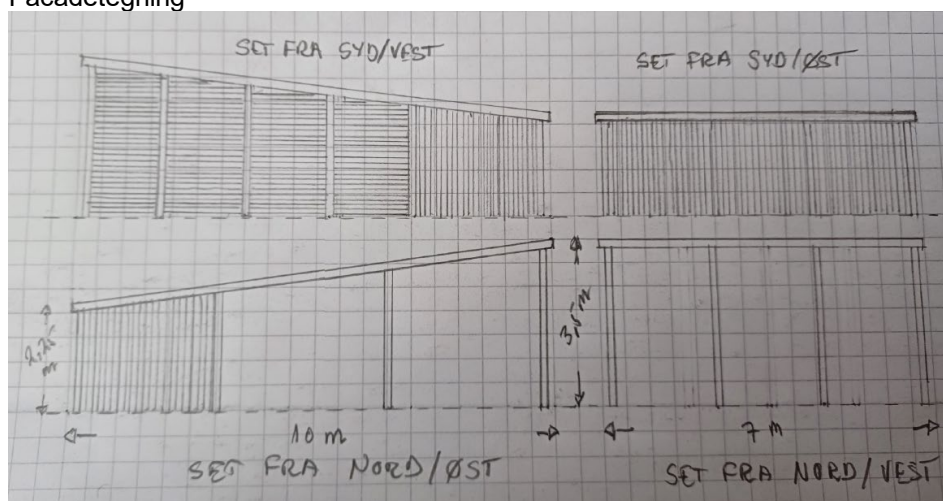 Facadetegning
SET FRA SYD/VEST
SET FRA SYD/ØST
2,25 m
3,5 m
10 m
7 m
SET FRA NORD/ØST
SET FRA NORD/VEST